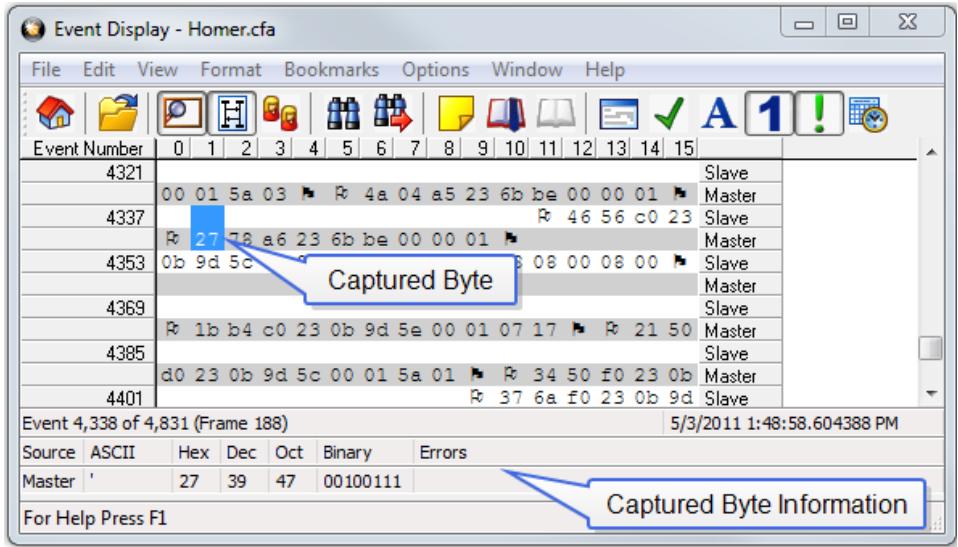 Event Display - Homer.cfa
File Edit View Format Bookmarks Options Window Help
A 1 !
Event Number 0 1 2 3 4 5 6 7 8 9 10 11 12 13 14 15
4321 Slave
00 01 5a 03 4a 04 a5 23 6b be 00 00 01 Master
4337 46 56 c0 23 Slave
27 78 a6 23 6b be 00 00 01 Master
4353 0b 9d 5c 08 00 08 00 Slave
Captured Byte
Master
4369 Slave
1b b4 c0 23 0b 9d 5e 00 01 07 17 21 50 Master
4385 Slave
d0 23 0b 9d 5c 00 01 5a 01 34 50 f0 23 0b Master
4401 37 6a f0 23 0b 9d Slave
Event 4,338 of 4,831 (Frame 188) 5/3/2011 1:48:58.604388 PM
Source ASCII Hex Dec Oct Binary Errors
Master ' 27 39 47 00100111
Captured Byte Information
For Help Press F1